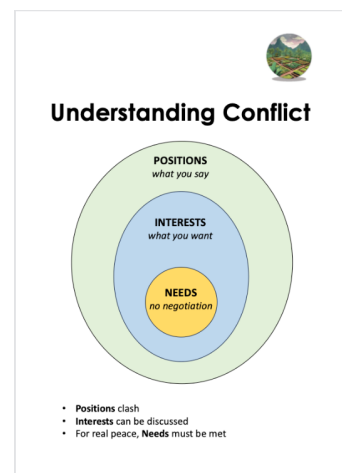 Understanding Conflict
POSITIONS
what you say
INTERESTS
what you want
NEEDS
no negotiation
• Positions clash
• Interests can be discussed
• For real peace, Needs must be met